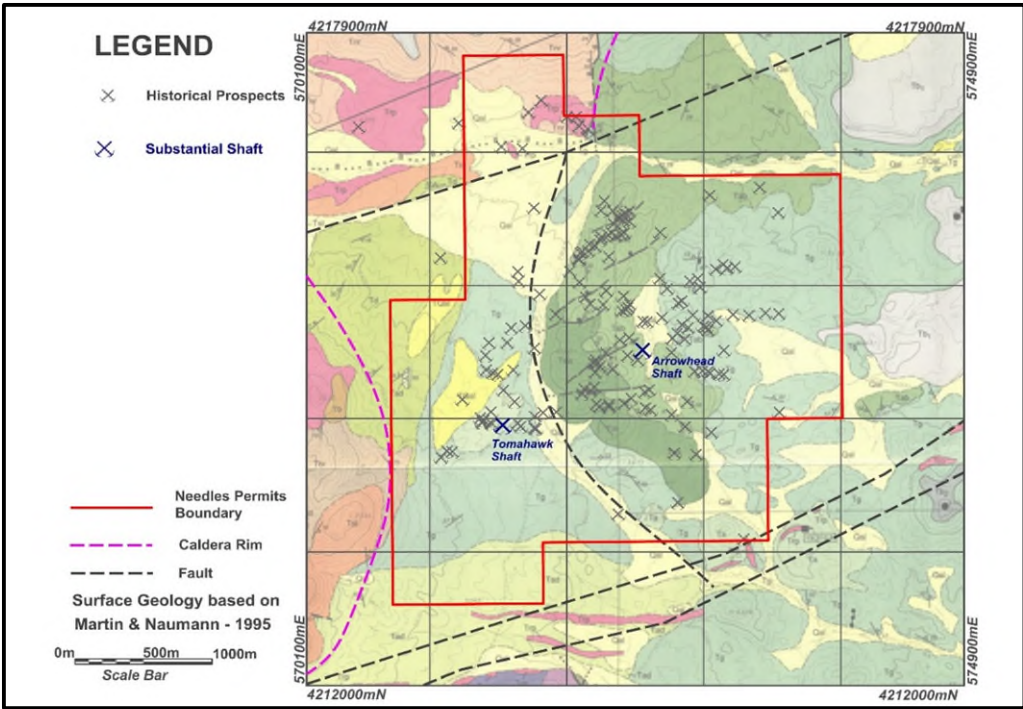 4217900mN
4217900mN
LEGEND
570100mE
574900mE
Historical Prospects
Substantial Shaft
Arrowhead
Shaft
Tomahawk
Shaft
Needles Permits
Boundary
Caldera Rim
Fault
Surface Geology based on
Martin & Naumann - 1995
0m 500m 1000m
Scale Bar
570100mE
574900mE
4212000mN
4212000mN